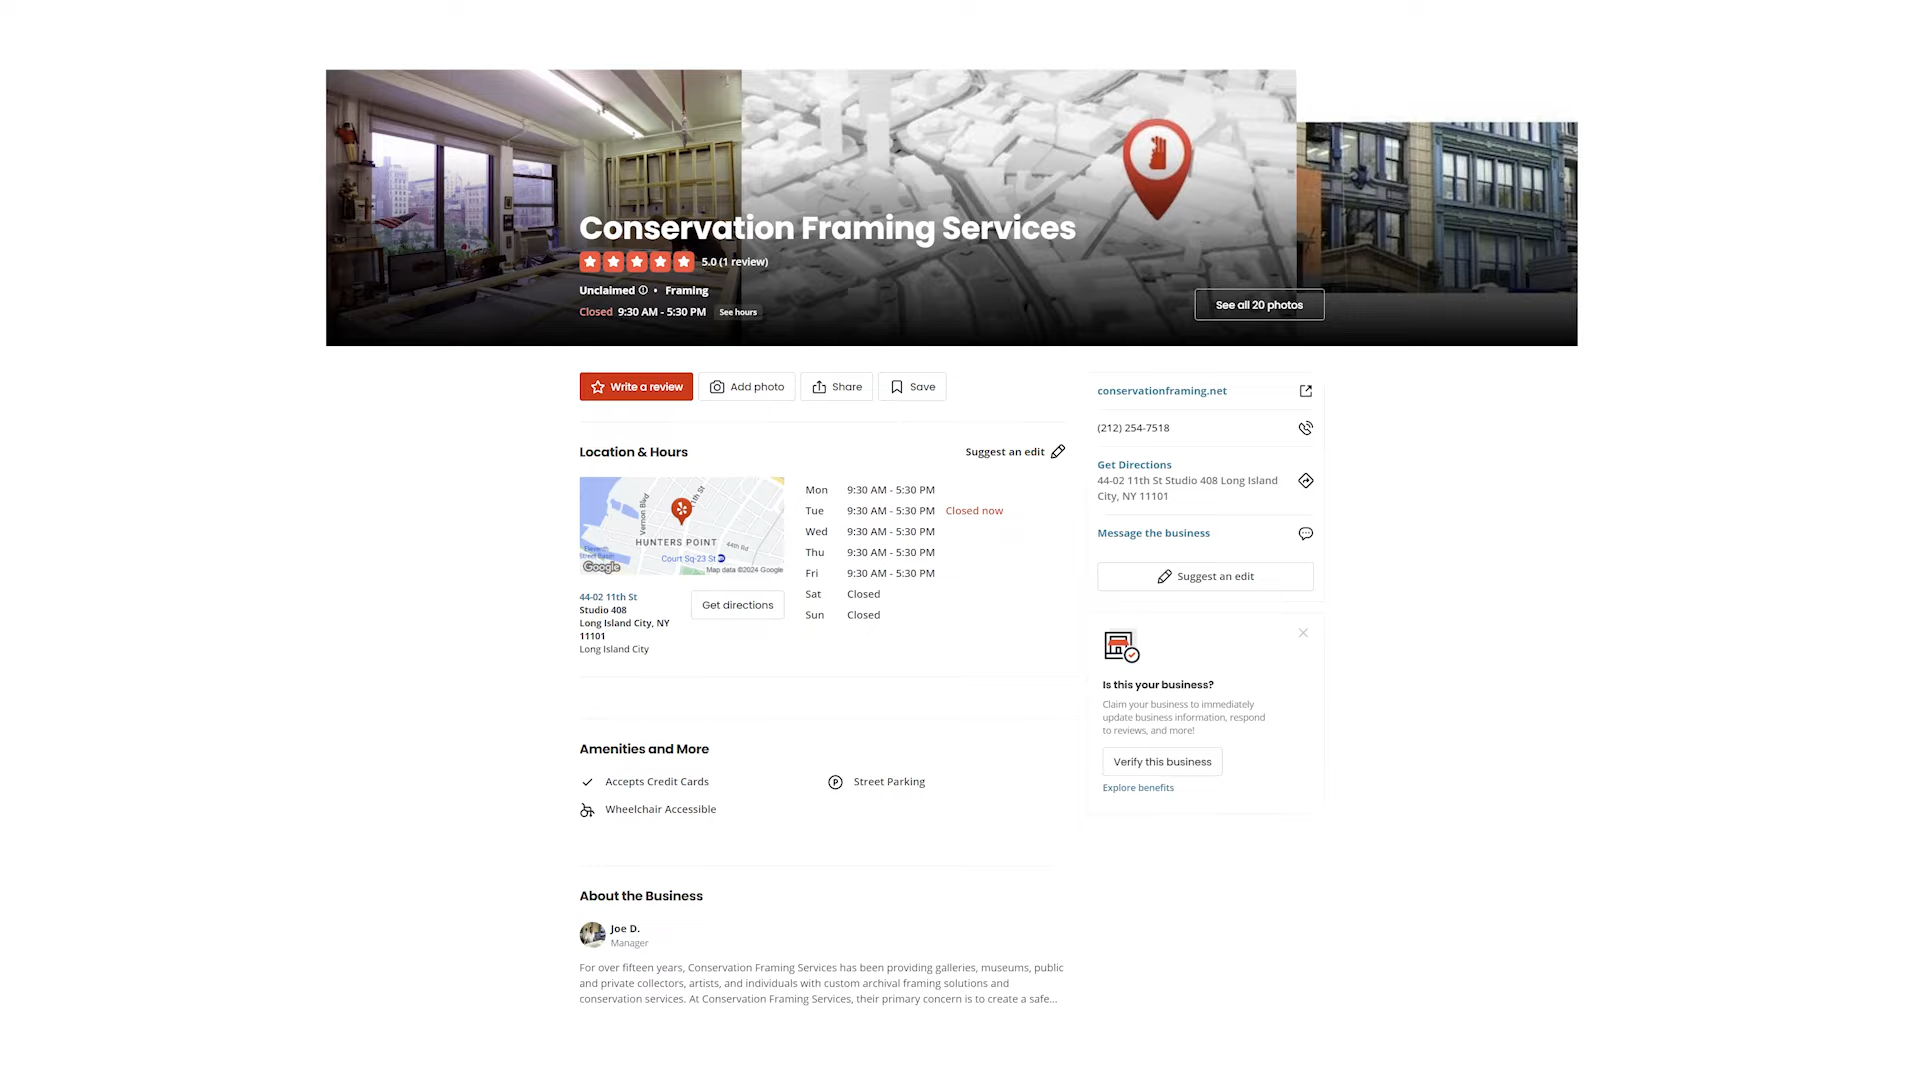 Conservation Framing Services
5.0 (1 review)
Unclaimed • Framing
Closed 9:30 AM - 5:30 PM See hours
See all 20 photos
Write a review
Add photo
Share
Save
Location & Hours
Suggest an edit
Vernon Blvd
11th St
HUNTERS POINT
44th Rd
Court Sq-23 St
Eleventh
Street Basin
Google
Map data ©2024 Google
44-02 11th St
Studio 408
Long Island City, NY
11101
Long Island City
Get directions
Mon 9:30 AM - 5:30 PM
Tue 9:30 AM - 5:30 PM Closed now
Wed 9:30 AM - 5:30 PM
Thu 9:30 AM - 5:30 PM
Fri 9:30 AM - 5:30 PM
Sat Closed
Sun Closed
Amenities and More
Accepts Credit Cards
Street Parking
Wheelchair Accessible
About the Business
Joe D.
Manager
For over fifteen years, Conservation Framing Services has been providing galleries, museums, public
and private collectors, artists, and individuals with custom archival framing solutions and
conservation services. At Conservation Framing Services, their primary concern is to create a safe...
conservationframing.net
(212) 254-7518
Get Directions
44-02 11th St Studio 408 Long Island
City, NY 11101
Message the business
Suggest an edit
Is this your business?
Claim your business to immediately
update business information, respond
to reviews, and more!
Verify this business
Explore benefits